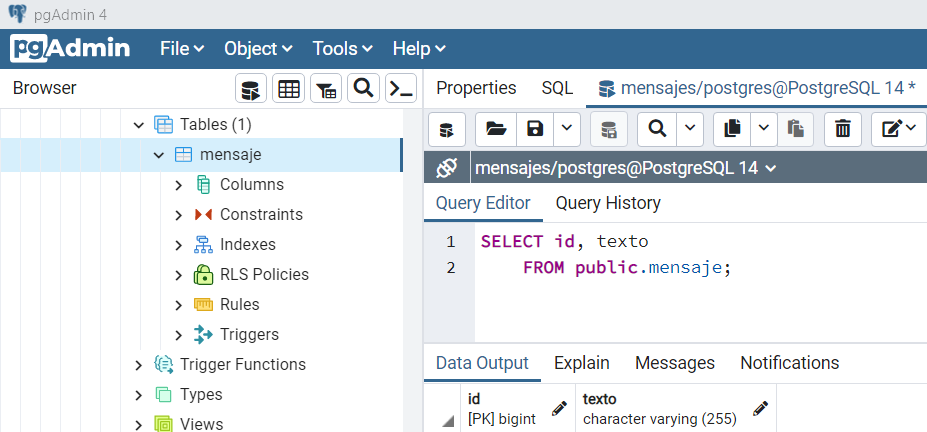 pgAdmin 4
pgAdmin File Object Tools Help
Browser
Properties SQL mensajes/postgres@PostgreSQL 14 *
Tables (1)
mensaje
Columns
Constraints
Indexes
RLS Policies
Rules
Triggers
Trigger Functions
Types
Views
mensajes/postgres@PostgreSQL 14
Query Editor Query History
1 SELECT id, texto
2 FROM public.mensaje;
Data Output Explain Messages Notifications
id texto
[PK] bigint character varying (255)